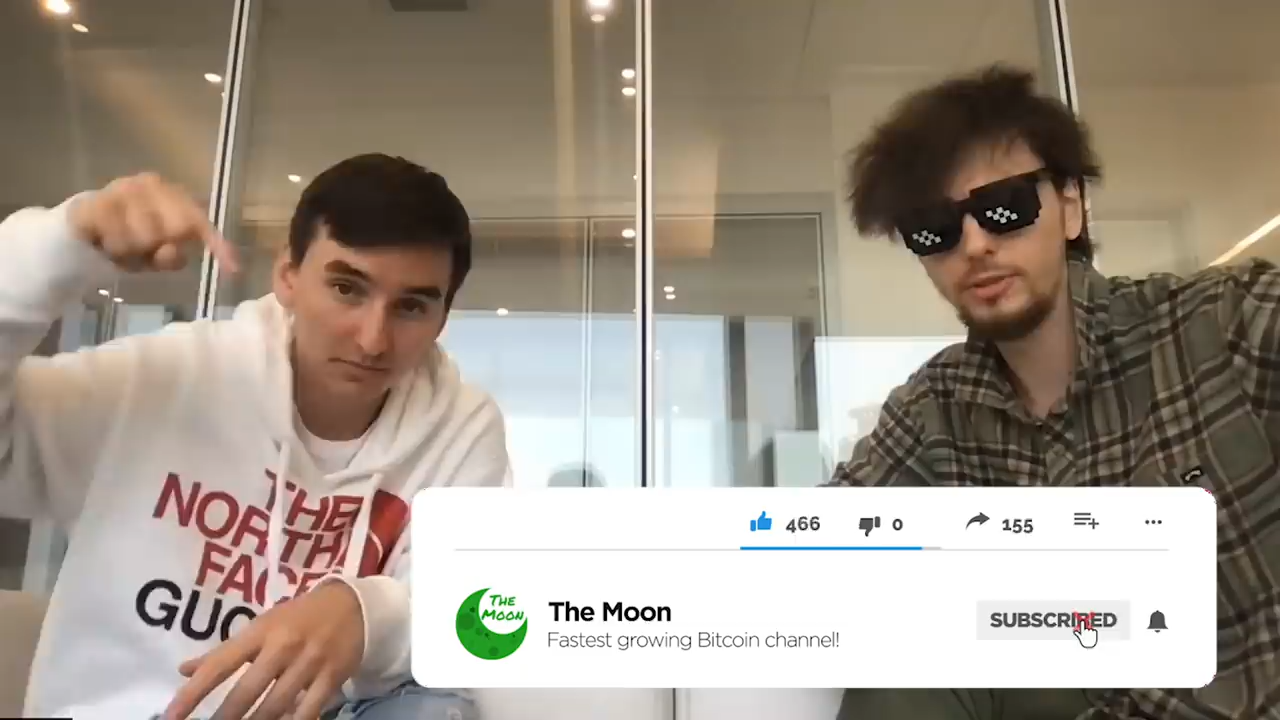 THE
NORTH
FACE
GUC
466
0
155
THE
MOON
The Moon
Fastest growing Bitcoin channel!
SUBSCRIBED